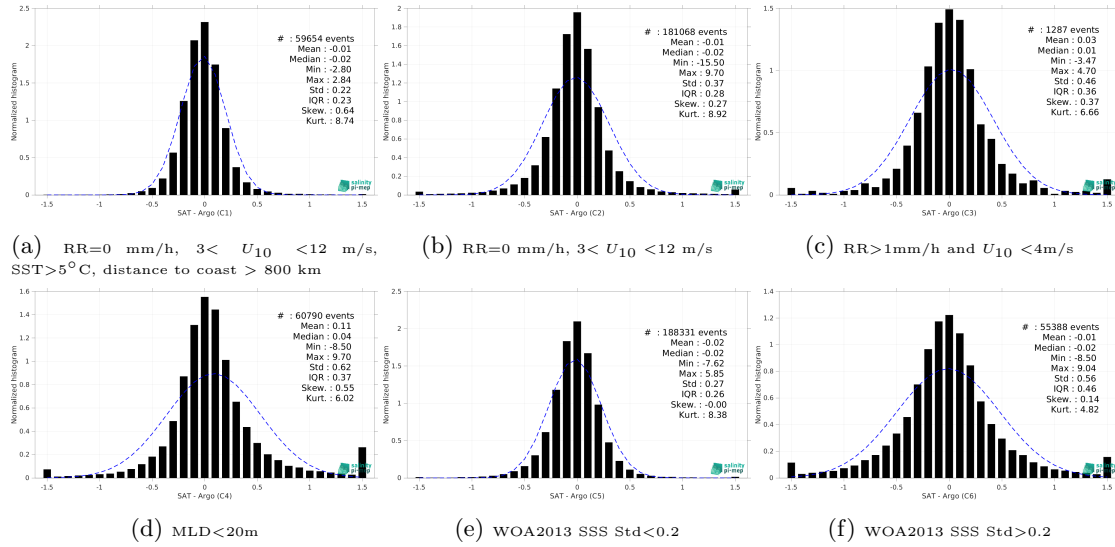 2.5
2
1.5
1
0.5
0
Normalized histogram
# : 59654 events
Mean : -0.01
Median : -0.02
Min : -2.80
Max : 2.84
Std : 0.22
IQR : 0.23
Skew. : 0.64
Kurt. : 8.74
salinity
pi-mep
-1.5 -1 -0.5 0 0.5 1 1.5
SAT - Argo (C1)
(a) RR=0 mm/h, 3< U10 <12 m/s,
SST>5°C, distance to coast > 800 km
2
1.8
1.6
1.4
1.2
1
0.8
0.6
0.4
0.2
0
Normalized histogram
# : 181068 events
Mean : -0.01
Median : -0.02
Min : -15.50
Max : 9.70
Std : 0.37
IQR : 0.28
Skew. : 0.27
Kurt. : 8.92
salinity
pi-mep
-1.5 -1 -0.5 0 0.5 1 1.5
SAT - Argo (C2)
(b) RR=0 mm/h, 3< U10 <12 m/s
1.5
1
0.5
0
Normalized histogram
# : 1287 events
Mean : 0.03
Median : 0.01
Min : -3.47
Max : 4.70
Std : 0.46
IQR : 0.36
Skew. : 0.37
Kurt. : 6.66
salinity
pi-mep
-1.5 -1 -0.5 0 0.5 1 1.5
SAT - Argo (C3)
(c) RR>1mm/h and U10 <4m/s
1.6
1.4
1.2
1
0.8
0.6
0.4
0.2
0
Normalized histogram
# : 60790 events
Mean : 0.11
Median : 0.04
Min : -8.50
Max : 9.70
Std : 0.62
IQR : 0.37
Skew. : 0.55
Kurt. : 6.02
salinity
pi-mep
-1.5 -1 -0.5 0 0.5 1 1.5
SAT - Argo (C4)
(d) MLD<20m
2.5
2
1.5
1
0.5
0
Normalized histogram
# : 188331 events
Mean : -0.02
Median : -0.02
Min : -7.62
Max : 5.85
Std : 0.27
IQR : 0.26
Skew. : -0.00
Kurt. : 8.38
salinity
pi-mep
-1.5 -1 -0.5 0 0.5 1 1.5
SAT - Argo (C5)
(e) WOA2013 SSS Std<0.2
1.4
1.2
1
0.8
0.6
0.4
0.2
0
Normalized histogram
# : 55388 events
Mean : -0.01
Median : -0.02
Min : -8.50
Max : 9.04
Std : 0.56
IQR : 0.46
Skew. : 0.14
Kurt. : 4.82
salinity
pi-mep
-1.5 -1 -0.5 0 0.5 1 1.5
SAT - Argo (C6)
(f) WOA2013 SSS Std>0.2